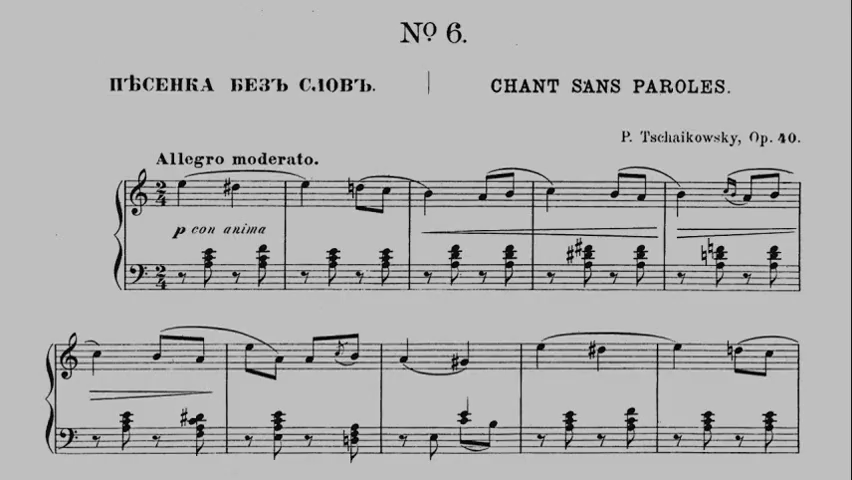 Nº 6.
ПѢСЕНКА БЕЗЪ СЛОВЪ. | CHANT SANS PAROLES.
P. Tschaikowsky, Op. 40.
Allegro moderato.
p con anima